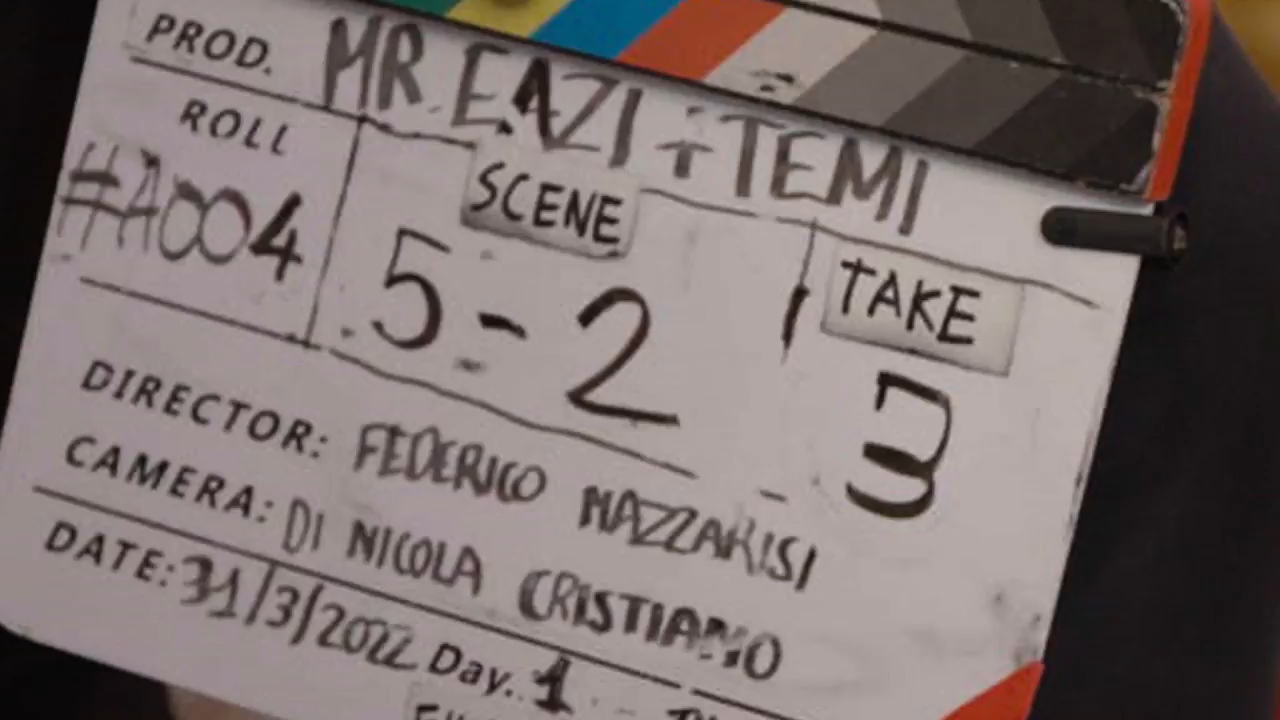 PROD. MR. EAZI + TEMI
ROLL SCENE TAKE
#A004 5-2 3
DIRECTOR: FEDERICO MAZZARISI
CAMERA: DI NICOLA CRISTIANO
DATE: 31/3/2022 Day. 1